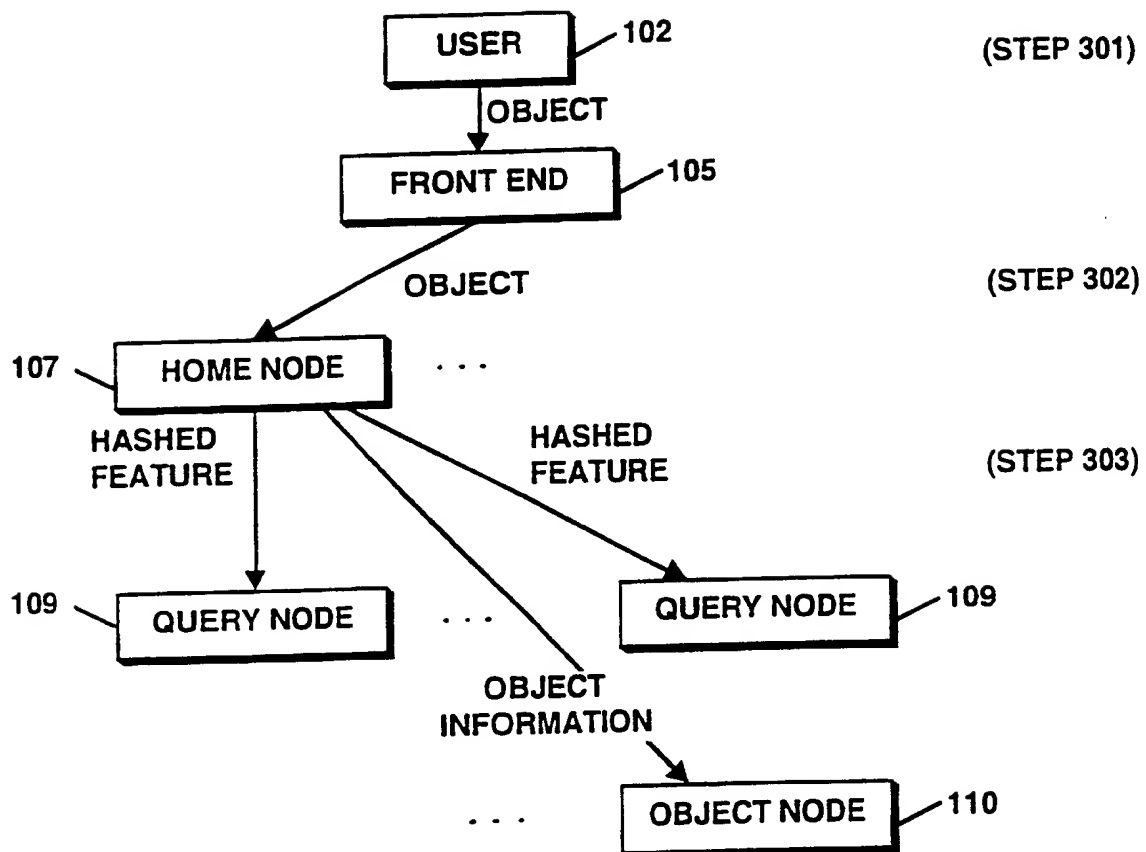 USER
102
(STEP 301)
OBJECT
FRONT END
105
OBJECT
(STEP 302)
107
HOME NODE
. . .
HASHED
FEATURE
HASHED
FEATURE
(STEP 303)
109
QUERY NODE
. . .
QUERY NODE
109
OBJECT
INFORMATION
. . .
OBJECT NODE
110